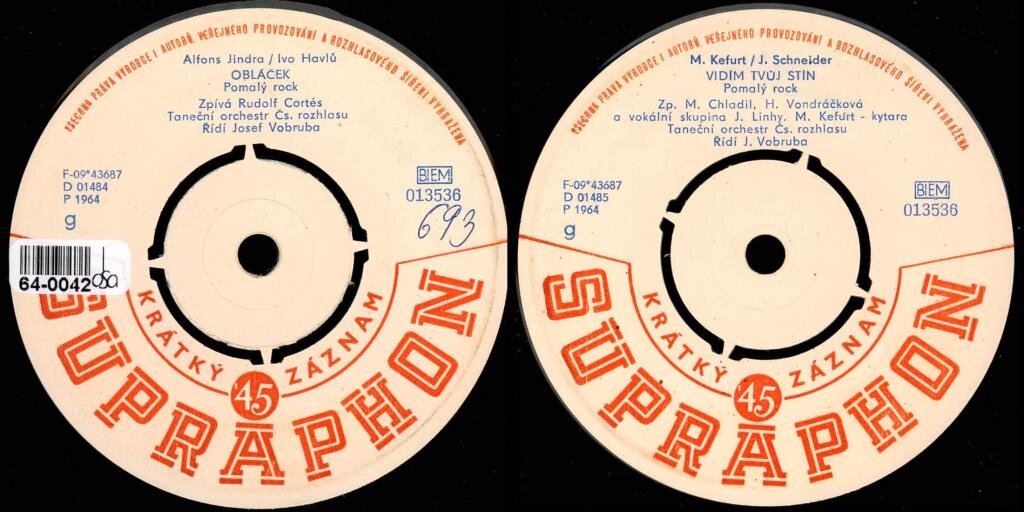 VŠECHNA PRÁVA VÝROBCE I AUTORŮ, VEŘEJNÉHO PROVOZOVÁNÍ A ROZHLASOVÉHO ŠÍŘENÍ VYHRAŽENA
Alfons Jindra / Ivo Havlů
OBLÁČEK
Pomalý rock
Zpívá Rudolf Cortés
Taneční orchestr Čs. rozhlasu
Řídí Josef Vobruba
F-09*43687
D 01484
P 1964
g
BIEM
013536
693
64-0042
KRÁTKÝ 45 ZÁZNAM
SUPRAPHON
VŠECHNA PRÁVA VÝROBCE I AUTORŮ, VEŘEJNÉHO PROVOZOVÁNÍ A ROZHLASOVÉHO ŠÍŘENÍ VYHRAŽENA
M. Kefurt / J. Schneider
VIDÍM TVŮJ STÍN
Pomalý rock
Zp. M. Chladil, H. Vondráčková
a vokální skupina J. Linhy. M. Kefurt - kytara
Taneční orchestr Čs. rozhlasu
Řídí J. Vobruba
F-09*43687
D 01485
P 1964
g
BIEM
013536
KRÁTKÝ 45 ZÁZNAM
SUPRAPHON